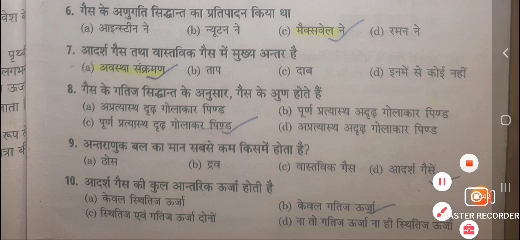 6. गैस के अणुगति सिद्धान्त का प्रतिपादन किया था
(a) आइन्स्टीन ने (b) न्यूटन ने (c) मैक्सवेल ने (d) रमन ने
7. आदर्श गैस तथा वास्तविक गैस में मुख्य अन्तर है
(a) अवस्था संक्रमण (b) ताप (c) दाब (d) इनमें से कोई नहीं
8. गैस के गतिज सिद्धान्त के अनुसार, गैस के अणु होते हैं
(a) अप्रत्यास्थ दृढ़ गोलाकार पिण्ड (b) पूर्ण प्रत्यास्थ अदृढ़ गोलाकार पिण्ड
(c) पूर्ण प्रत्यास्थ दृढ़ गोलाकार पिण्ड (d) अप्रत्यास्थ अदृढ़ गोलाकार पिण्ड
9. अन्तराणुक बल का मान सबसे कम किसमें होता है?
(a) ठोस (b) द्रव (c) वास्तविक गैस (d) आदर्श गैस
10. आदर्श गैस की कुल आन्तरिक ऊर्जा होती है
(a) केवल स्थितिज ऊर्जा (b) केवल गतिज ऊर्जा
(c) स्थितिज एवं गतिज ऊर्जा दोनों (d) ना तो गतिज ऊर्जा ना ही स्थितिज ऊर्जा
ASTER RECORDER